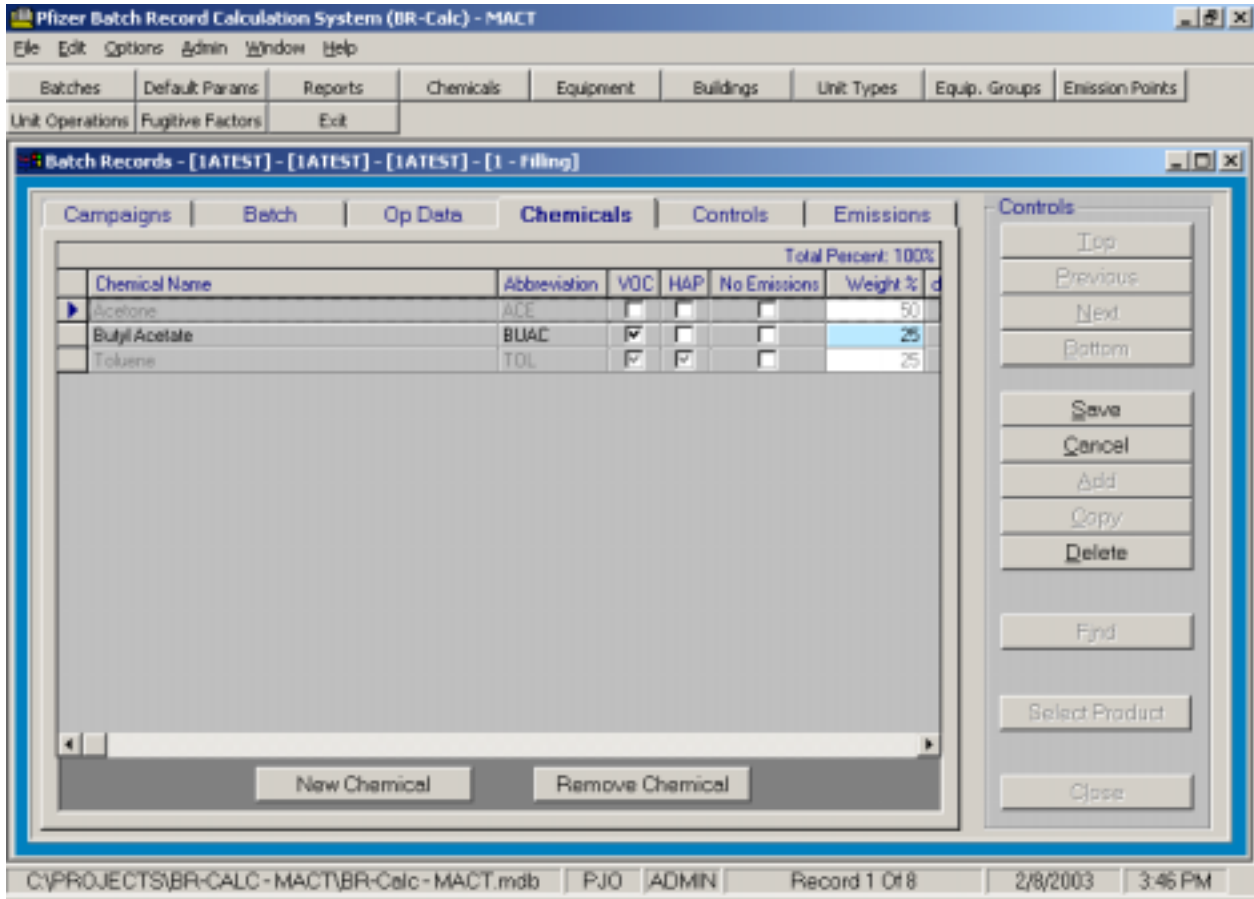 Pfizer Batch Record Calculation System (BR-Calc) - MACT
File Edit Options Admin Window Help
Batches Default Params Reports Chemicals Equipment Buildings Unit Types Equip. Groups Emission Points
Unit Operations Fugitive Factors Exit
Batch Records - [1ATEST] - [1ATEST] - [1ATEST] - [1 - Filling]
Campaigns Batch Op Data Chemicals Controls Emissions
Total Percent: 100%
Chemical Name Abbreviation VOC HAP No Emissions Weight % d
Acetone ACE 50
Butyl Acetate BUAC 25
Toluene TOL 25
New Chemical Remove Chemical
Controls
Top
Previous
Next
Bottom
Save
Cancel
Add
Copy
Delete
Find
Select Product
Close
C:\PROJECTS\BR-CALC - MACT\BR-Calc - MACT.mdb PJO ADMIN Record 1 Of 8 2/8/2003 3:46 PM